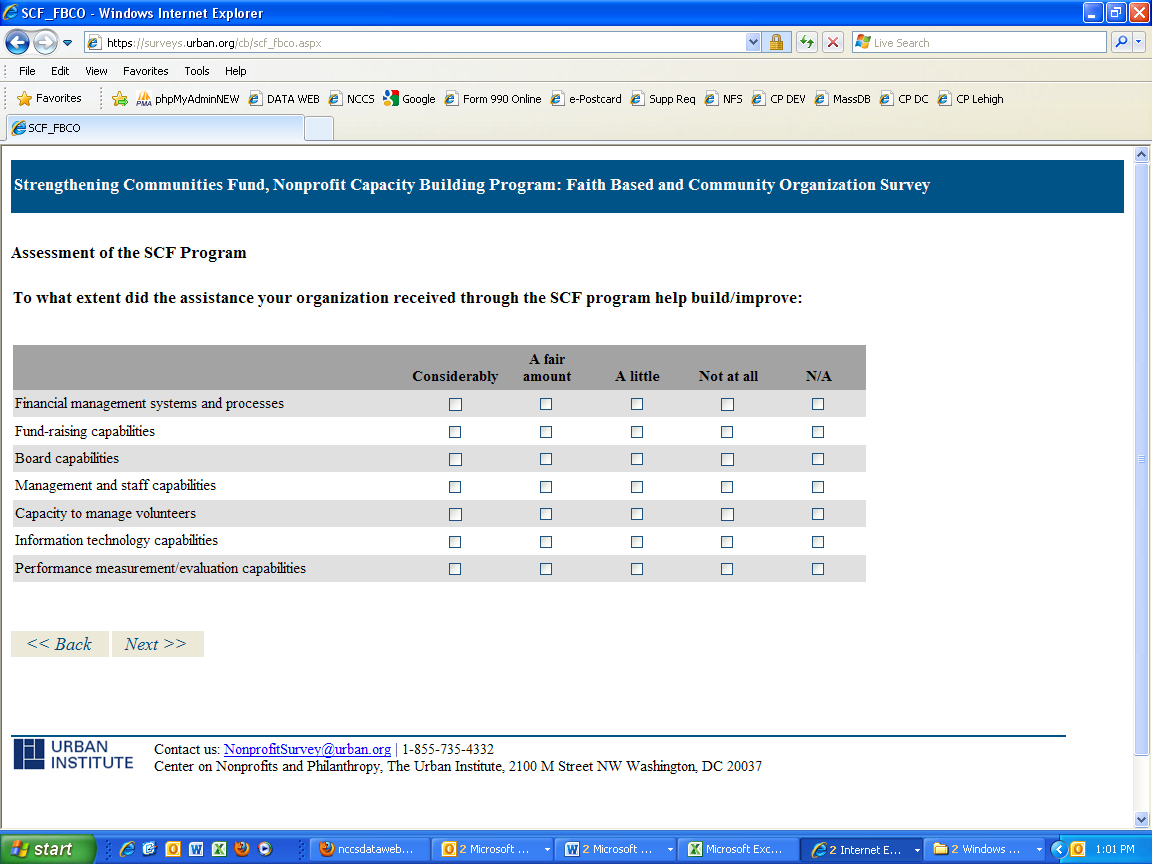 SCF_FBCO - Windows Internet Explorer
https://surveys.urban.org/cb/scf_fbco.aspx
Live Search
File Edit View Favorites Tools Help
Favorites PMA phpMyAdminNEW DATA WEB NCCS Google Form 990 Online e-Postcard Supp Req NFS CP DEV MassDB CP DC CP Lehigh
SCF_FBCO
Strengthening Communities Fund, Nonprofit Capacity Building Program: Faith Based and Community Organization Survey
Assessment of the SCF Program
To what extent did the assistance your organization received through the SCF program help build/improve:
Considerably A fair amount A little Not at all N/A
Financial management systems and processes
Fund-raising capabilities
Board capabilities
Management and staff capabilities
Capacity to manage volunteers
Information technology capabilities
Performance measurement/evaluation capabilities
<< Back Next >>
URBAN INSTITUTE
Contact us: NonprofitSurvey@urban.org | 1-855-735-4332
Center on Nonprofits and Philanthropy, The Urban Institute, 2100 M Street NW Washington, DC 20037
start nccsdataweb... 2 Microsoft ... 2 Microsoft ... Microsoft Exc... 2 Internet E... 2 Windows ... 1:01 PM